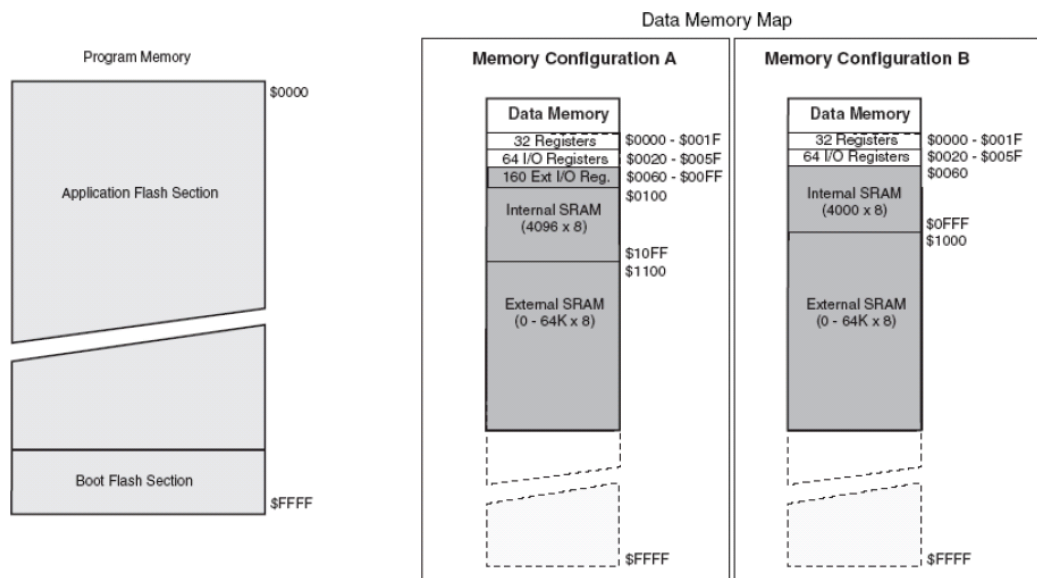 Data Memory Map
Program Memory
$0000
Application Flash Section
Boot Flash Section
$FFFF
Memory Configuration A
Data Memory
32 Registers
$0000 - $001F
64 I/O Registers
$0020 - $005F
160 Ext I/O Reg.
$0060 - $00FF
$0100
Internal SRAM
(4096 x 8)
$10FF
$1100
External SRAM
(0 - 64K x 8)
$FFFF
Memory Configuration B
Data Memory
32 Registers
$0000 - $001F
64 I/O Registers
$0020 - $005F
$0060
Internal SRAM
(4000 x 8)
$0FFF
$1000
External SRAM
(0 - 64K x 8)
$FFFF